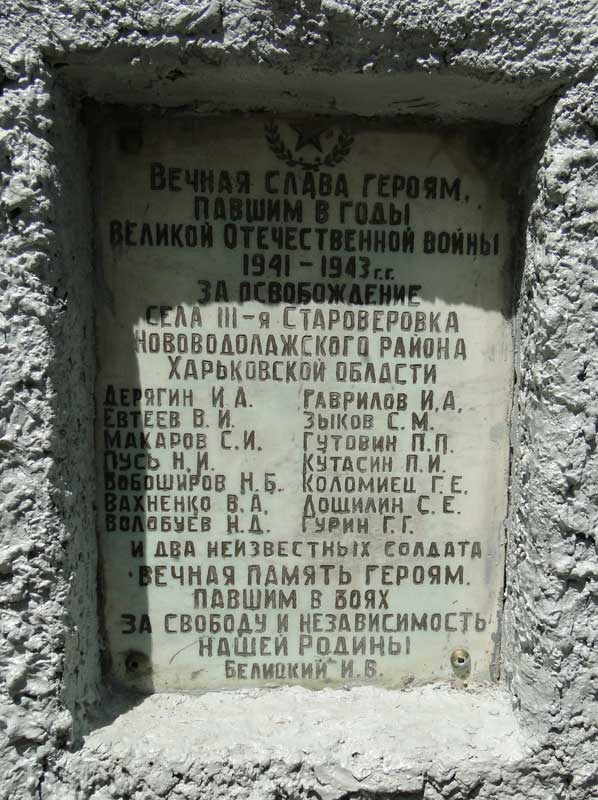 Вечная слава героям,
павшим в годы
Великой Отечественной войны
1941 - 1943 г.г.
за освобождение
села III-я Староверовка
Нововодолажского района
Харьковской области
Дерягин И.А. Гаврилов И.А.
Евтеев В.И. Зыков С.М.
Макаров С.И. Гутовин П.П.
Пусь Н.И. Кутасин П.И.
Бобоширов Н.Б. Коломиец Г.Е.
Вахненко В.А. Лощилин С.Е.
Волобуев Н.Д. Гурин Г.Г.
и два неизвестных солдата
Вечная память героям.
павшим в боях
за свободу и независимость
нашей Родины
Белицкий И.В.